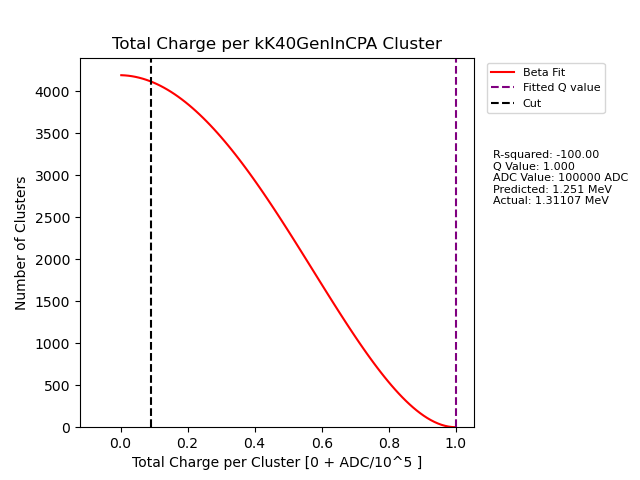 Total Charge per kK40GenInCPA Cluster
Beta Fit
Fitted Q value
Cut
R-squared: -100.00
Q Value: 1.000
ADC Value: 100000 ADC
Predicted: 1.251 MeV
Actual: 1.31107 MeV
Number of Clusters
4000
3500
3000
2500
2000
1500
1000
500
0
0.0 0.2 0.4 0.6 0.8 1.0
Total Charge per Cluster [0 + ADC/10^5 ]